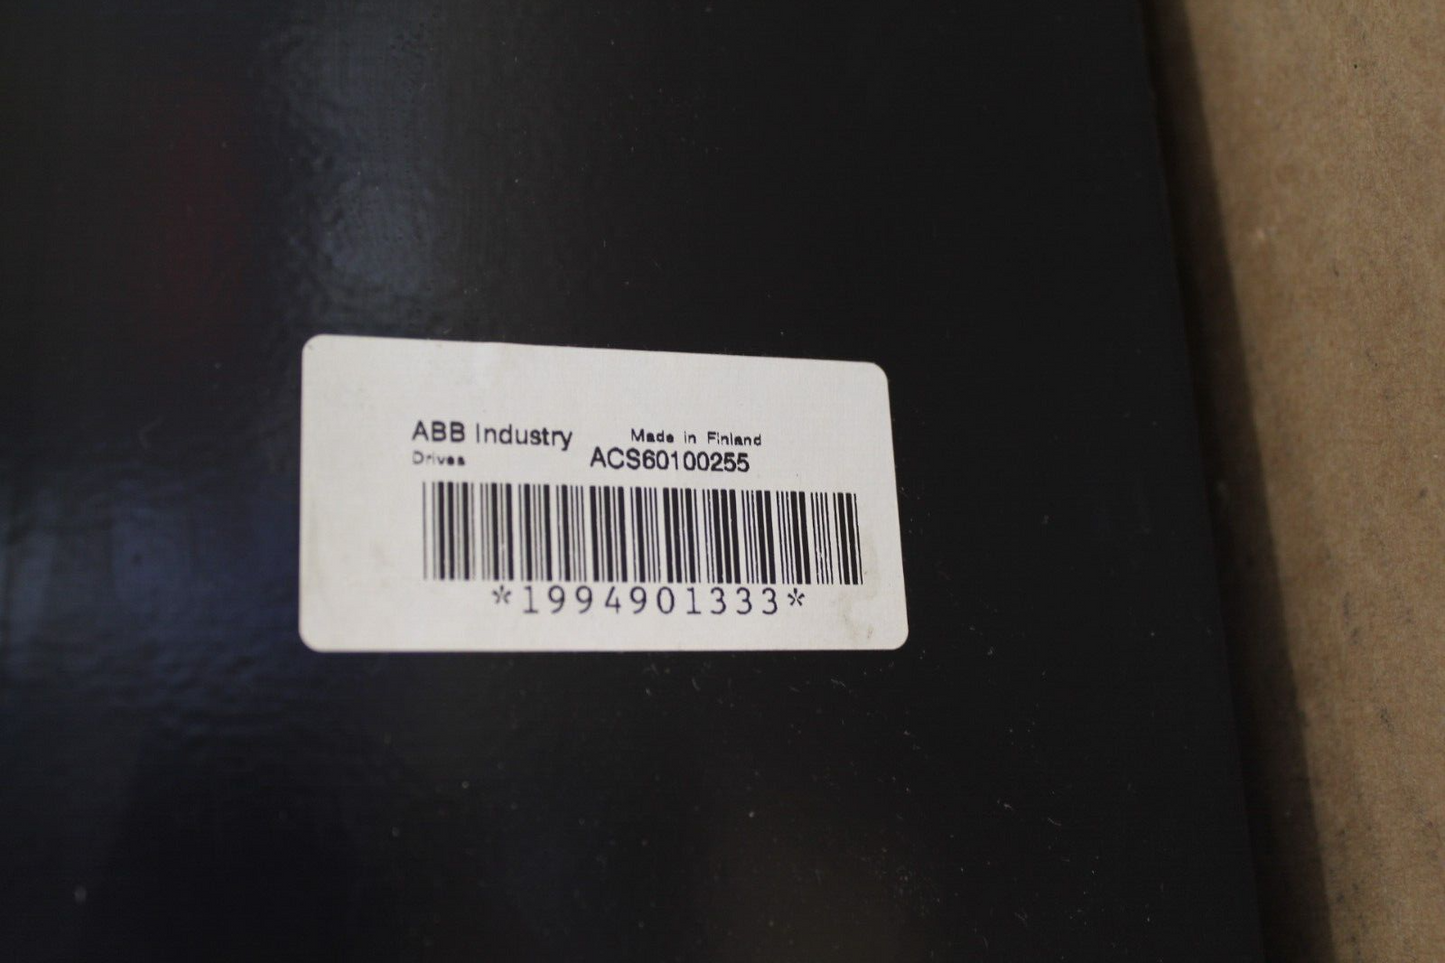 ABB Industry Made in Finland
Drives ACS60100255
*1994901333*